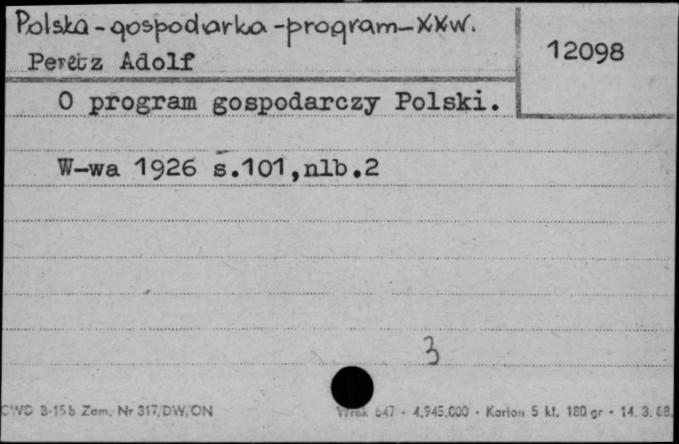 Polska-gospodarka-program-XXw.
Peretz Adolf
12098
O program gospodarczy Polski.
W-wa 1926 s.101,nlb.2
3
CWD B-15b Zam. Nr 317/DW/ON
647 - 4.945.000 - Karton 5 kl. 180 gr - 14. 3. 68.